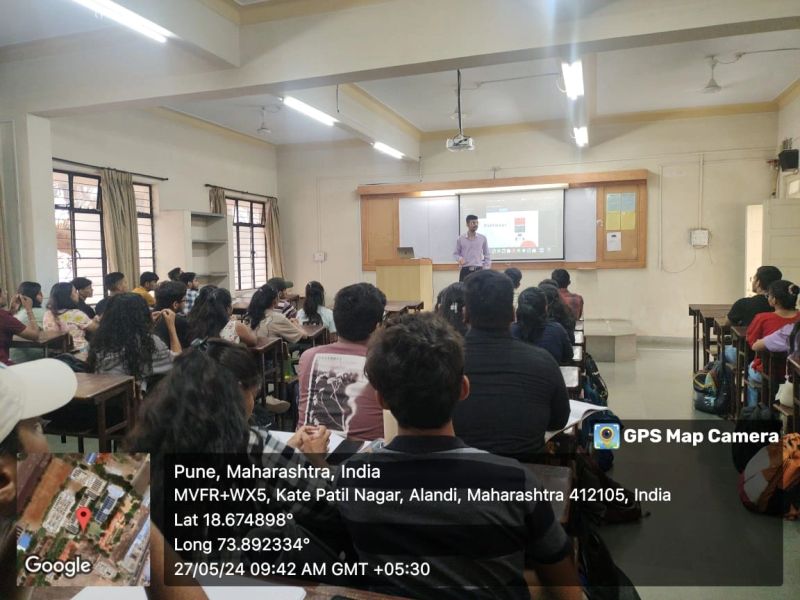 GPS Map Camera
Pune, Maharashtra, India
MVFR+WX5, Kate Patil Nagar, Alandi, Maharashtra 412105, India
Lat 18.674898°
Long 73.892334°
27/05/24 09:42 AM GMT +05:30
Google